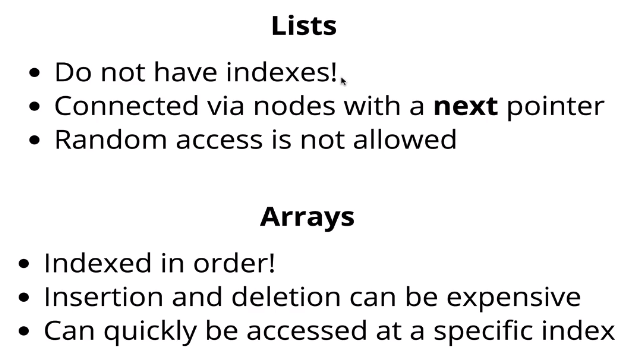 Lists
• Do not have indexes!
• Connected via nodes with a next pointer
• Random access is not allowed
Arrays
• Indexed in order!
• Insertion and deletion can be expensive
• Can quickly be accessed at a specific index